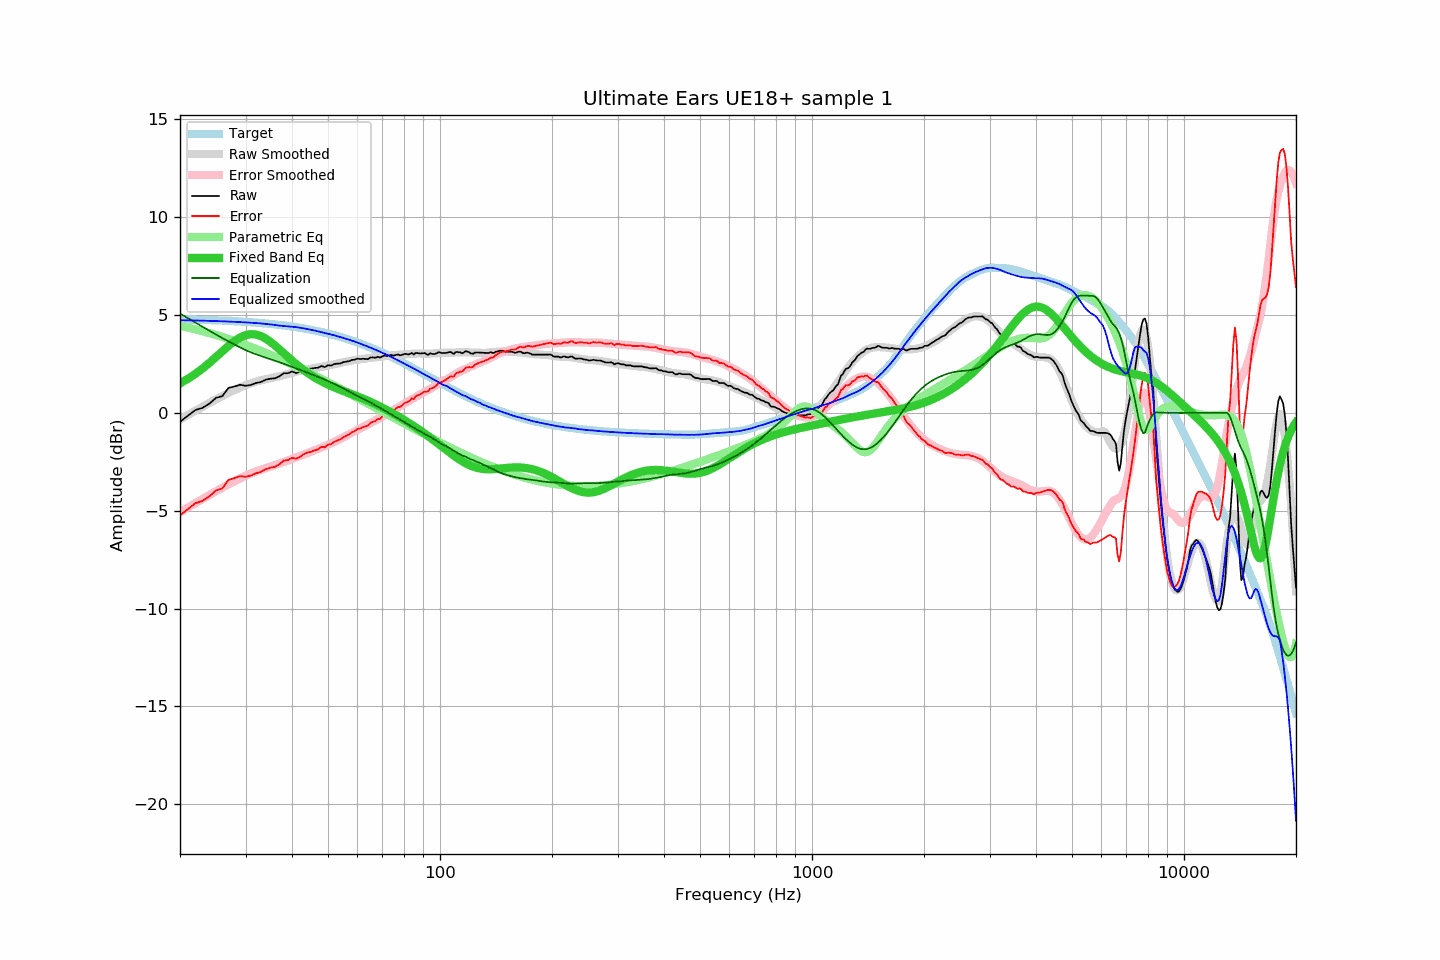 Ultimate Ears UE18+ sample 1
15
10
5
0
−5
−10
−15
−20
Amplitude (dBr)
Target
Raw Smoothed
Error Smoothed
Raw
Error
Parametric Eq
Fixed Band Eq
Equalization
Equalized smoothed
100
1000
10000
Frequency (Hz)